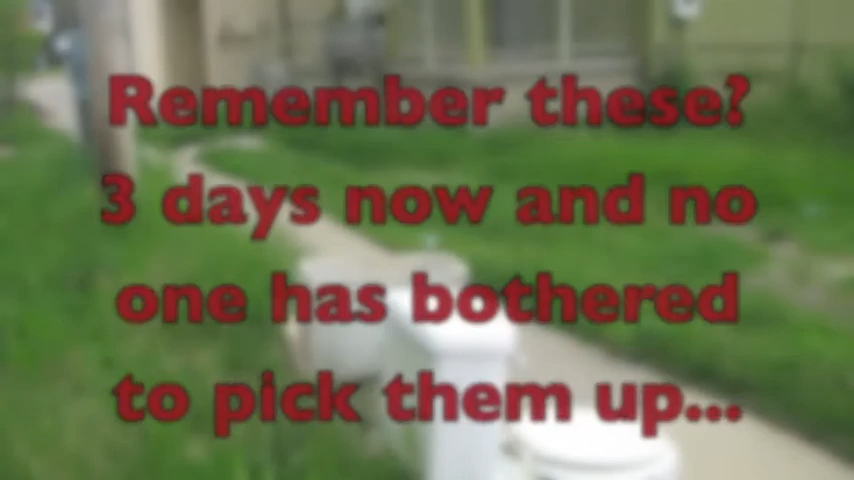 Remember these?
3 days now and no
one has bothered
to pick them up...